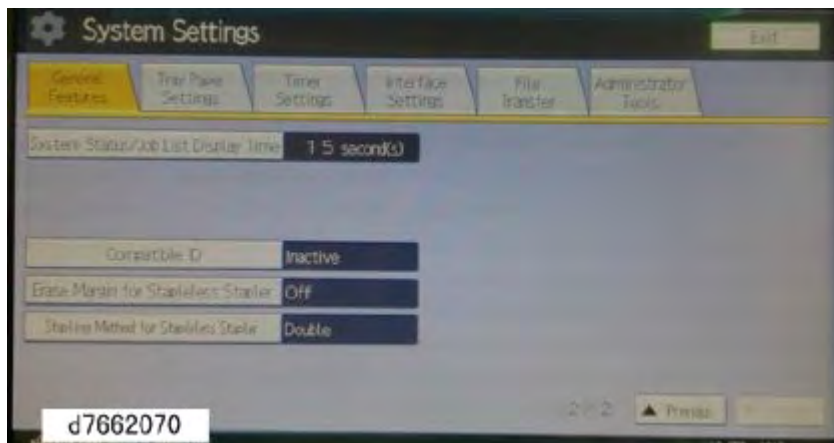 System Settings
Exit
General
Features
Tray Paper
Settings
Timer
Settings
Interface
Settings
File
Transfer
Administrator
Tools
System Status/Job List Display Time
15 second(s)
Compatible ID
Inactive
Erase Margin for Stapleless Stapler
Off
Stapling Method for Stapleless Stapler
Double
2/2
▲ Previous
d7662070